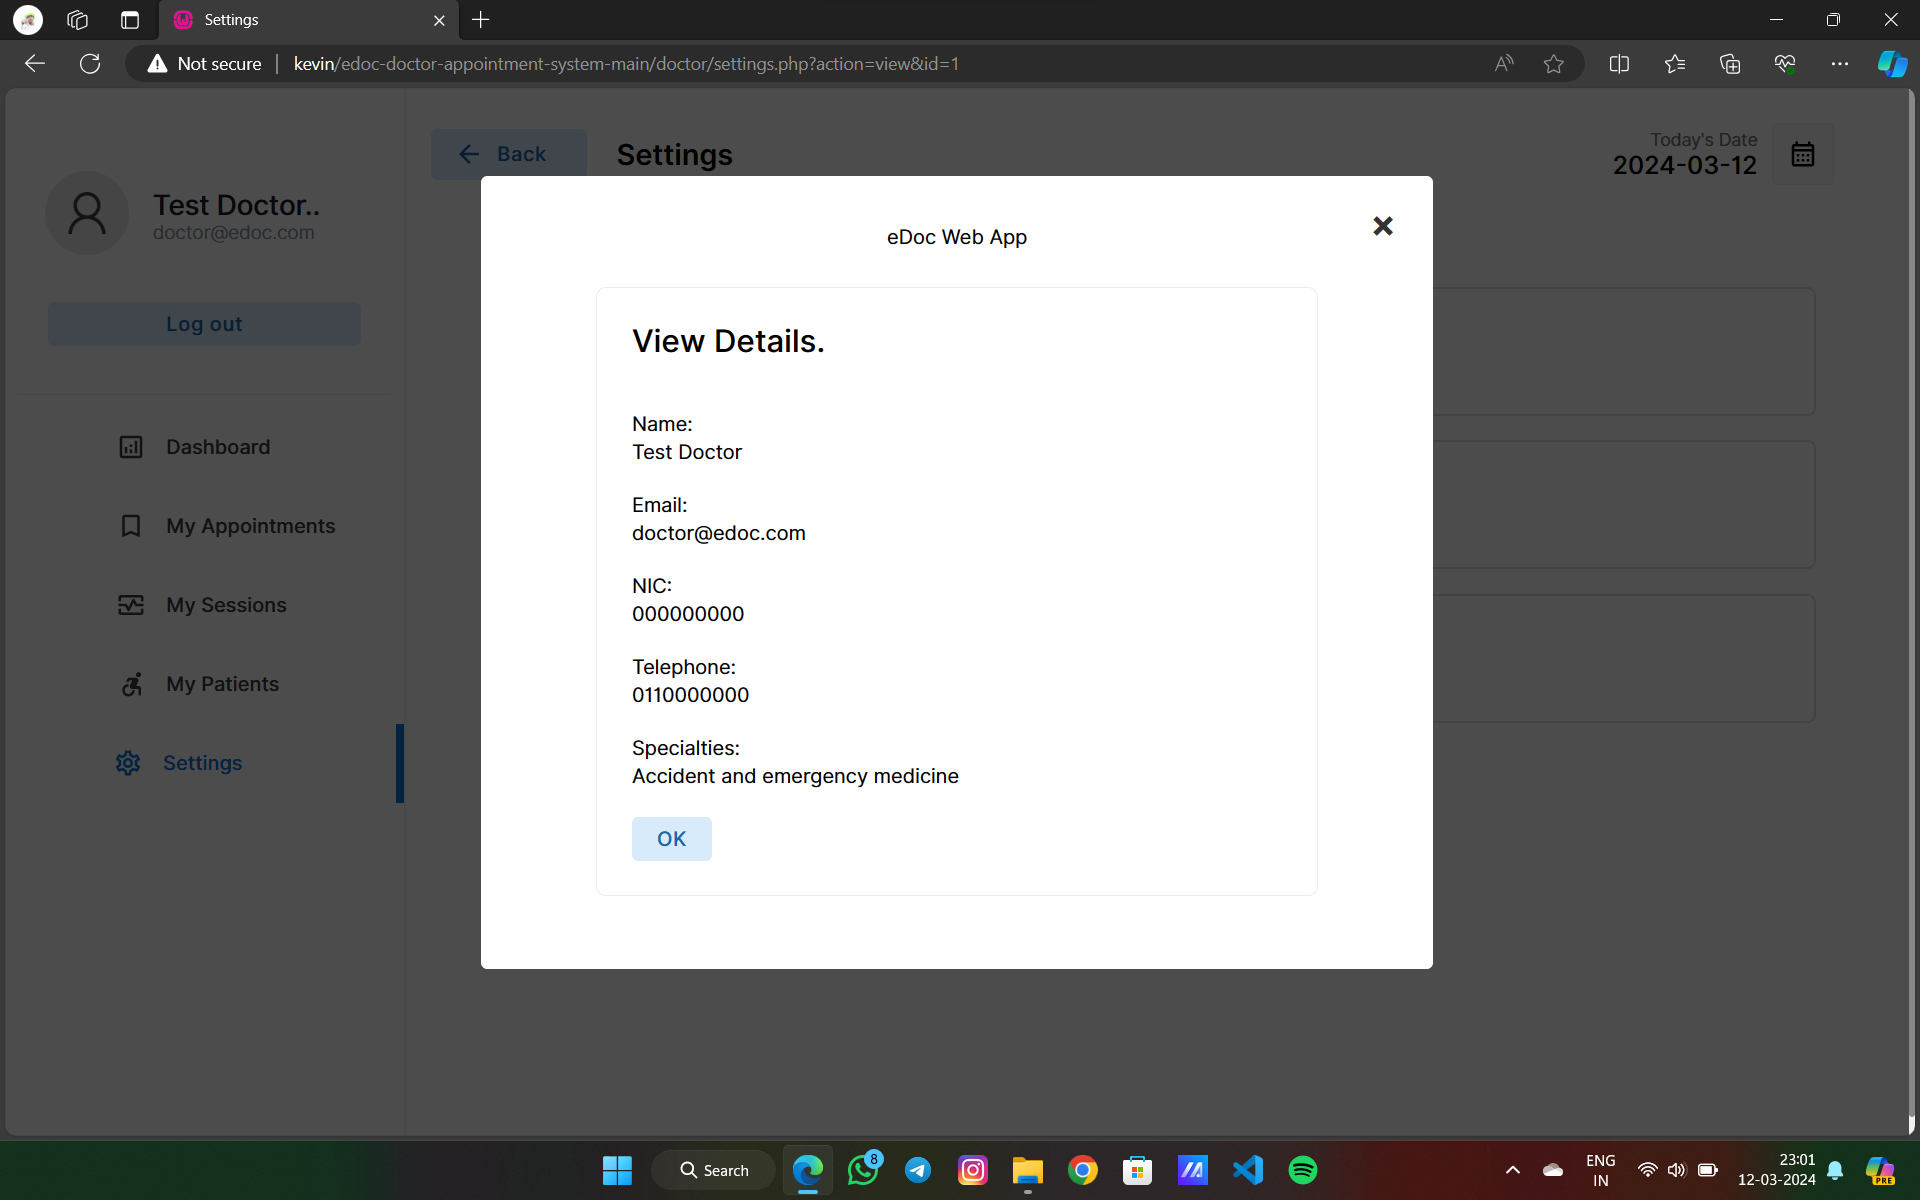 Settings
Not secure
kevin/edoc-doctor-appointment-system-main/doctor/settings.php?action=view&id=1
Test Doctor..
doctor@edoc.com
Log out
Dashboard
My Appointments
My Sessions
My Patients
Settings
Back
Settings
Today's Date
2024-03-12
eDoc Web App
View Details.
Name:
Test Doctor
Email:
doctor@edoc.com
NIC:
000000000
Telephone:
0110000000
Specialties:
Accident and emergency medicine
OK
Search
8
ENG
IN
23:01
12-03-2024
PRE